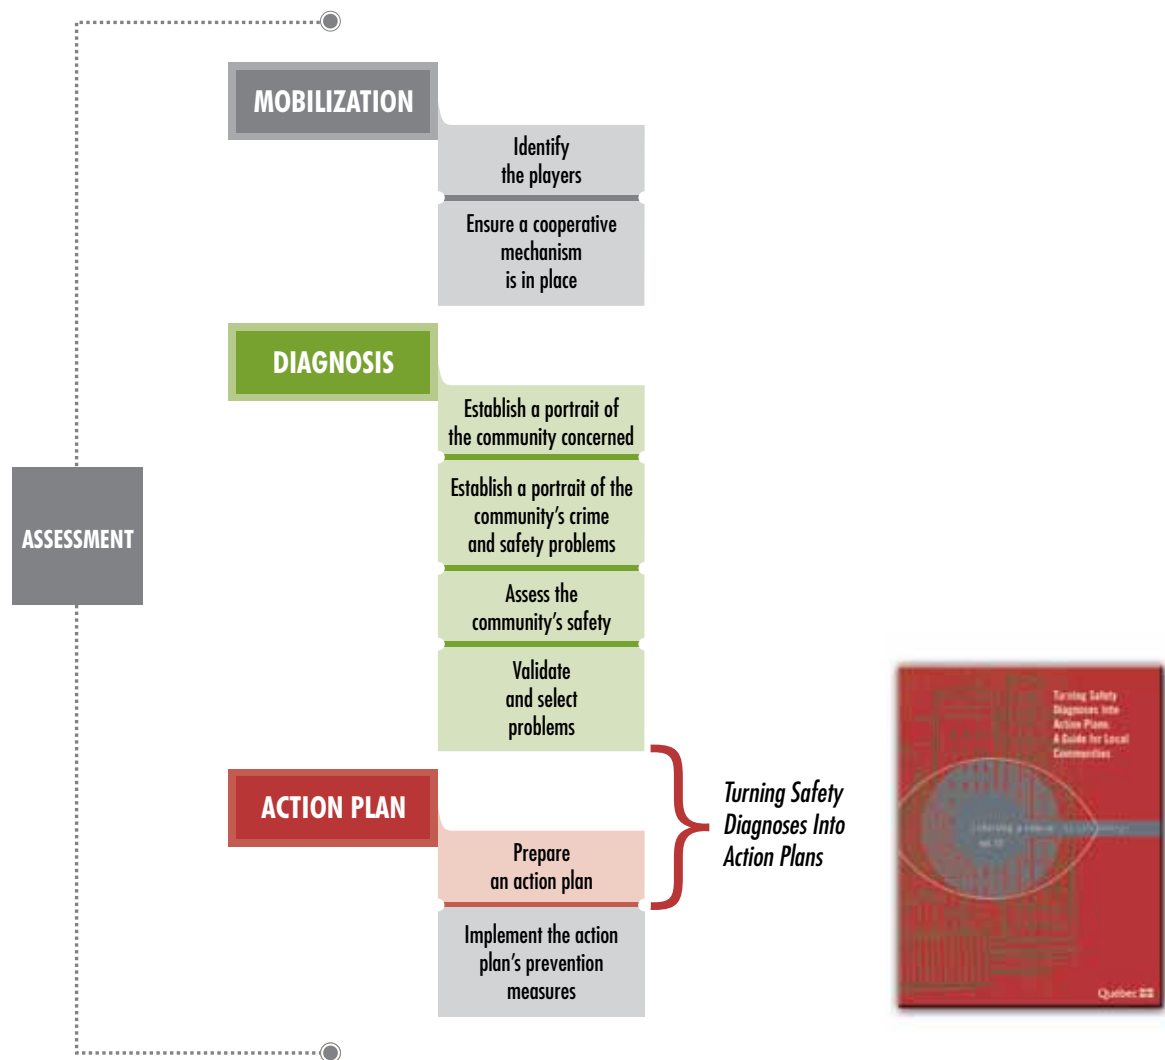 MOBILIZATION
Identify
the players
Ensure a cooperative
mechanism
is in place
DIAGNOSIS
Establish a portrait of
the community concerned
Establish a portrait of the
community's crime
and safety problems
ASSESSMENT
Assess the
community's safety
Validate
and select
problems
ACTION PLAN
Prepare
an action plan
Implement the action
plan's prevention
measures
Turning Safety
Diagnoses Into
Action Plans
Turning Safety
Diagnoses Into
Action Plans
A Guide for Local
Communities
Québec